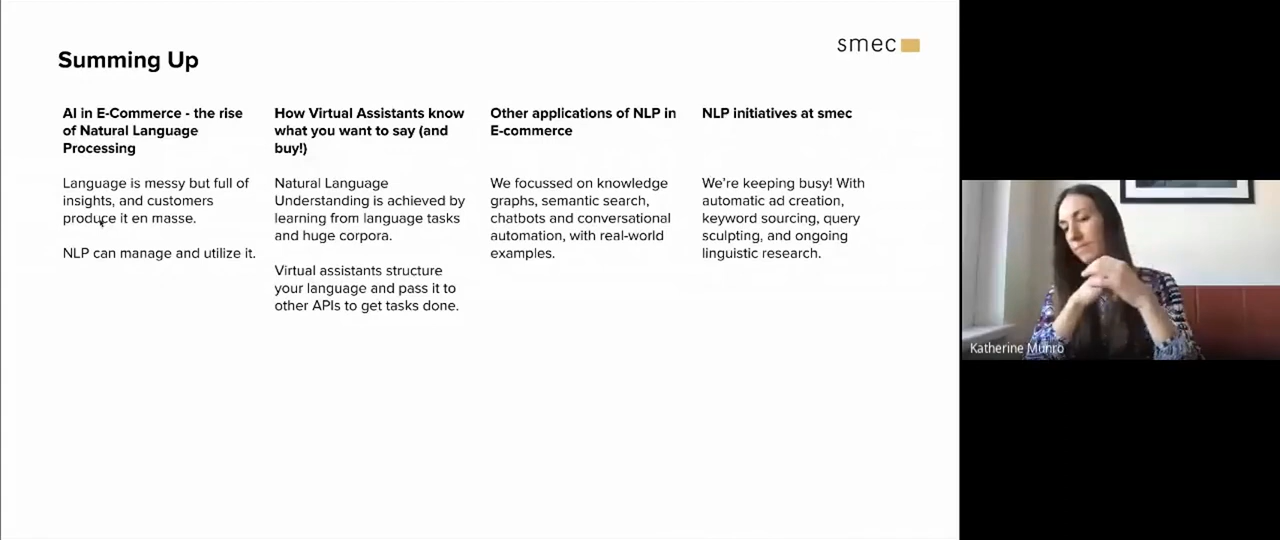 smec
Summing Up
AI in E-Commerce - the rise
of Natural Language
Processing
Language is messy but full of
insights, and customers
produce it en masse.
NLP can manage and utilize it.
How Virtual Assistants know
what you want to say (and
buy!)
Natural Language
Understanding is achieved by
learning from language tasks
and huge corpora.
Virtual assistants structure
your language and pass it to
other APIs to get tasks done.
Other applications of NLP in
E-commerce
We focussed on knowledge
graphs, semantic search,
chatbots and conversational
automation, with real-world
examples.
NLP initiatives at smec
We're keeping busy! With
automatic ad creation,
keyword sourcing, query
sculpting, and ongoing
linguistic research.
Katherine Munro